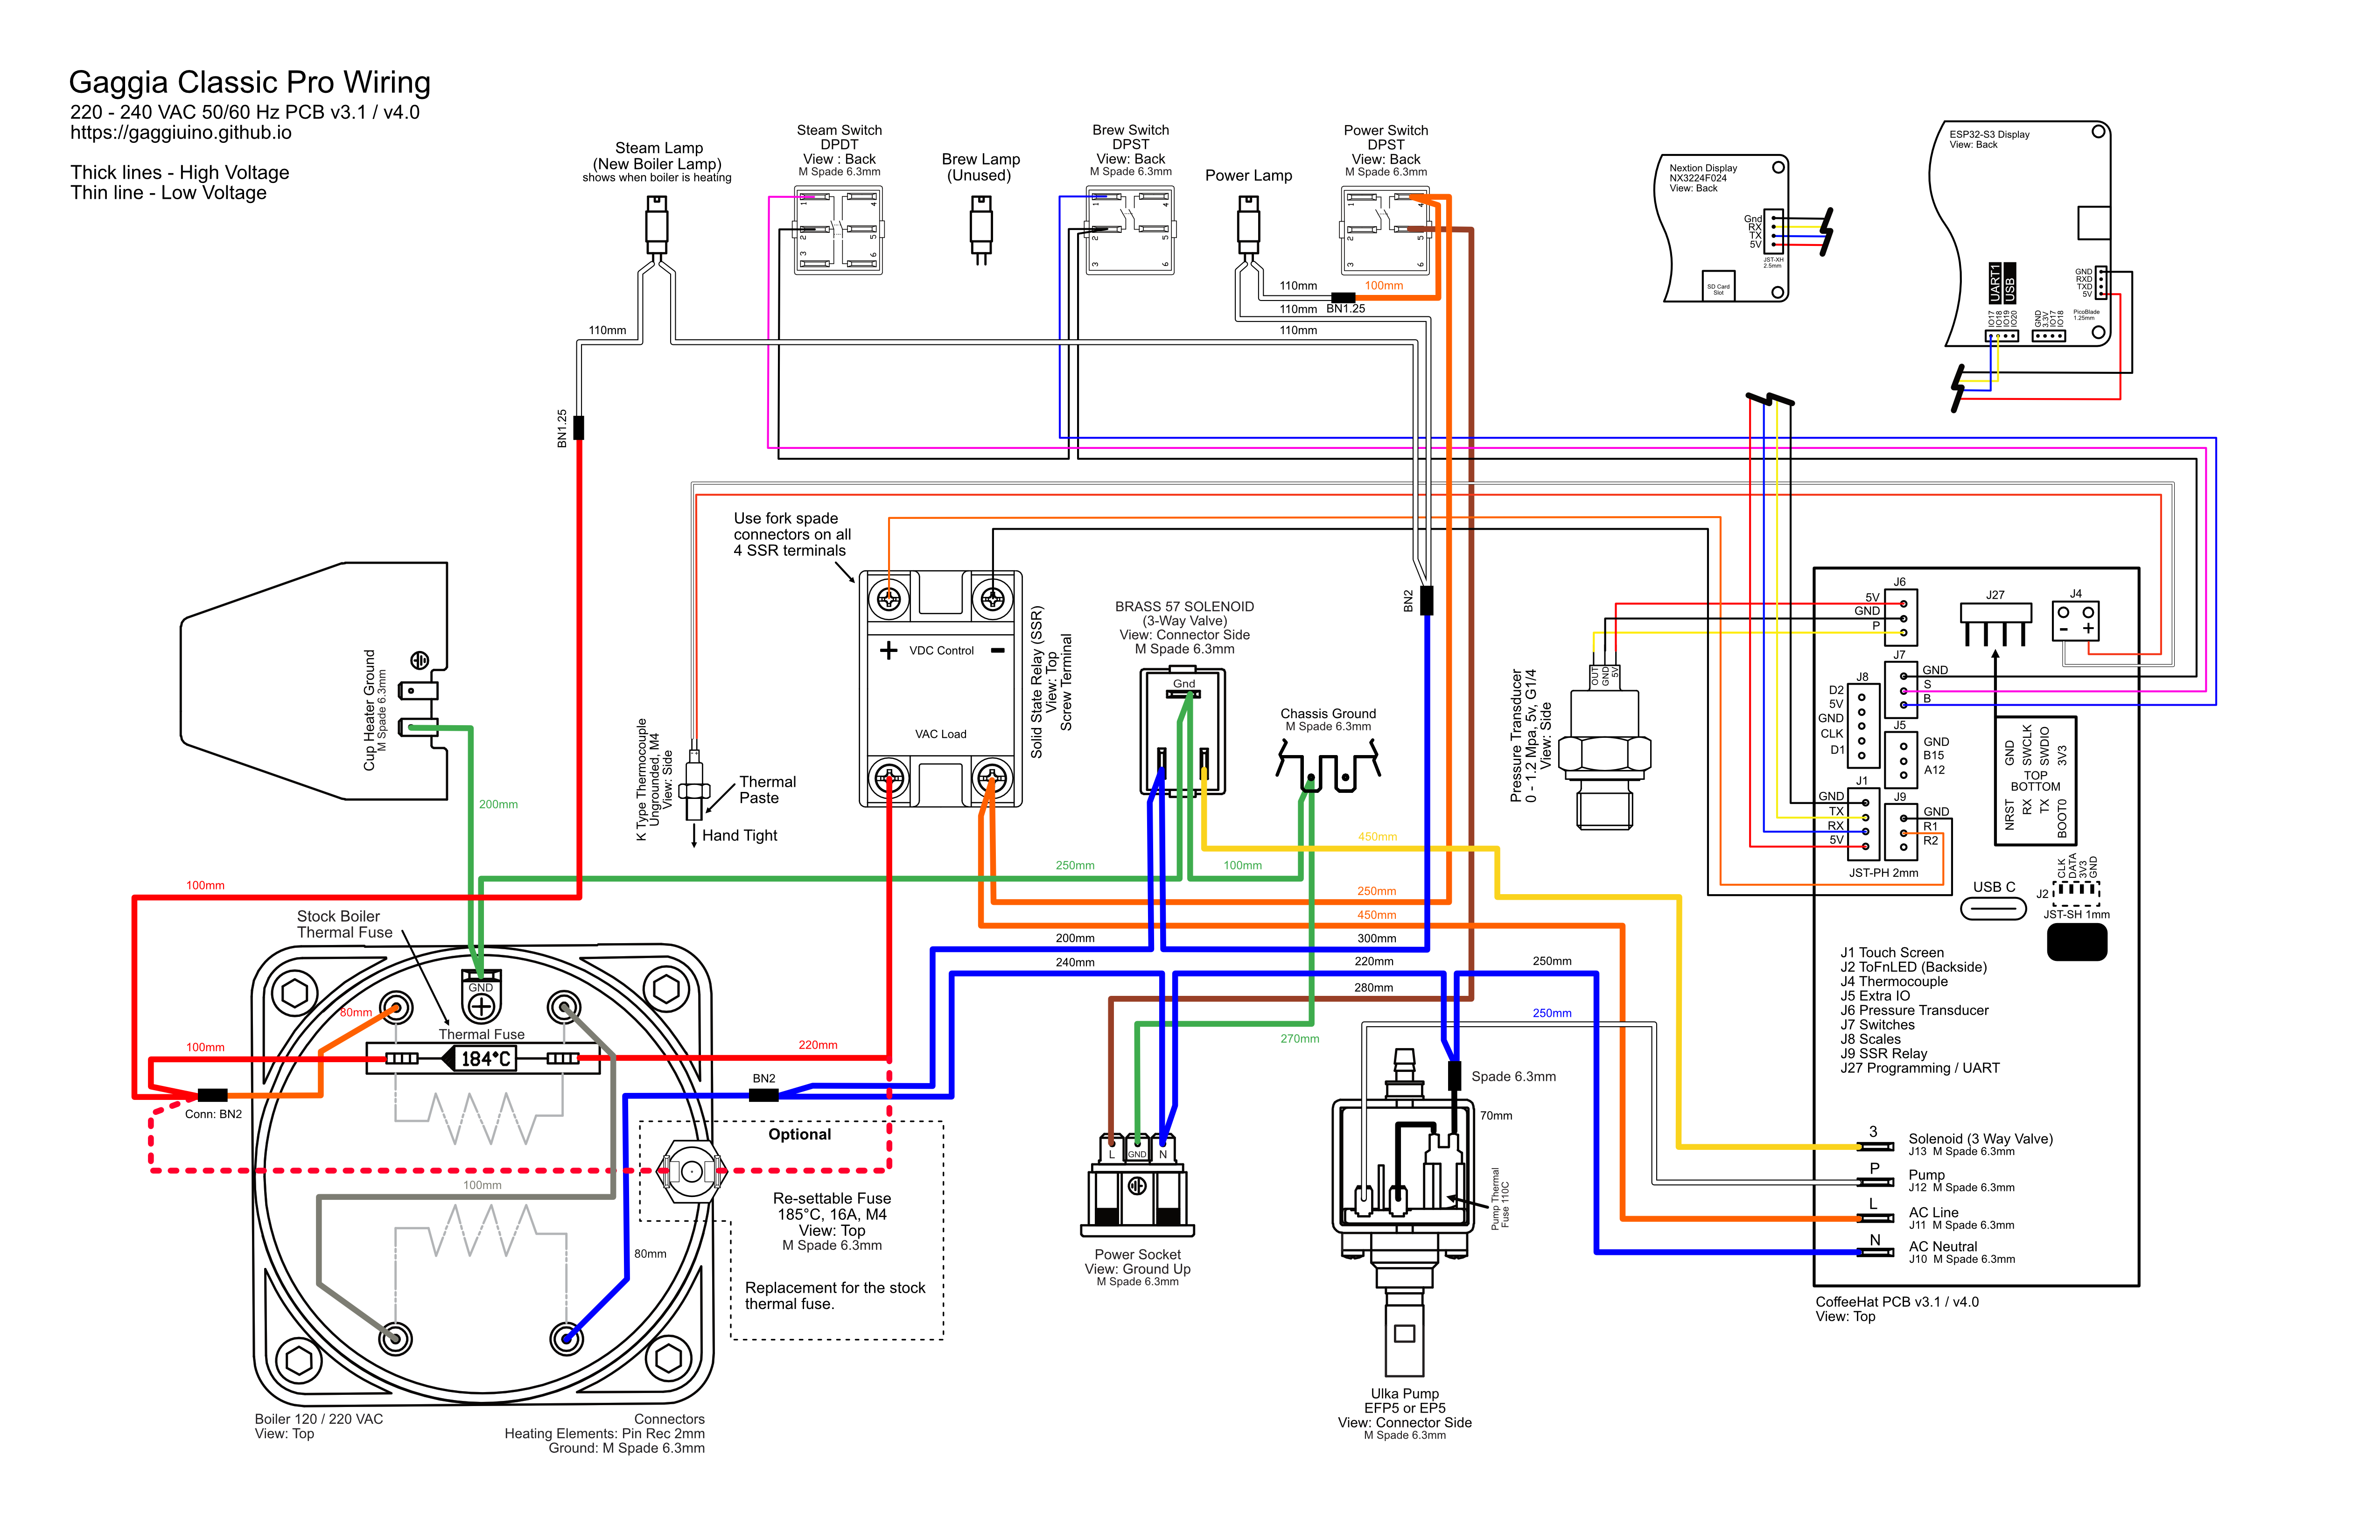 Gaggia Classic Pro Wiring
220 - 240 VAC 50/60 Hz PCB v3.1 / v4.0
https://gaggiuino.github.io
Thick lines - High Voltage
Thin line - Low Voltage
Steam Lamp
(New Boiler Lamp)
shows when boiler is heating
Steam Switch
DPDT
View : Back
M Spade 6.3mm
1
2
3
4
5
6
Brew Lamp
(Unused)
Brew Switch
DPST
View: Back
M Spade 6.3mm
1
2
3
4
5
6
Power Lamp
Power Switch
DPST
View: Back
M Spade 6.3mm
1
2
3
4
5
6
Nextion Display
NX3224F024
View: Back
Gnd
RX
TX
5V
JST-XH
2.5mm
SD Card
Slot
ESP32-S3 Display
View: Back
GND
RXD
TXD
5V
PicoBlade
1.25mm
UART1
USB
IO17
IO18
IO19
IO20
GND
3.3V
IO17
IO18
110mm
110mm
BN1.25
100mm
110mm
110mm
BN1.25
Use fork spade
connectors on all
4 SSR terminals
Cup Heater Ground
M Spade 6.3mm
200mm
K Type Thermocouple
Ungrounded, M4
View: Side
Thermal
Paste
Hand Tight
+ VDC Control -
VAC Load
Solid State Relay (SSR)
View: Top
Screw Terminal
BRASS 57 SOLENOID
(3-Way Valve)
View: Connector Side
M Spade 6.3mm
Gnd
Chassis Ground
M Spade 6.3mm
BN2
Pressure Transducer
0 - 1.2 Mpa, 5v, G1/4
View: Side
OUT
GND
5V
J6
5V
GND
P
J27
J4
- +
J7
GND
S
B
J8
D2
5V
GND
CLK
D1
J5
GND
B15
A12
J1
GND
TX
RX
5V
J9
GND
R1
R2
JST-PH 2mm
GND
SWCLK
SWDIO
3V3
TOP
BOTTOM
NRST
RX
TX
BOOT0
USB C
CLK
DATA
3V3
GND
J2
JST-SH 1mm
J1 Touch Screen
J2 ToFnLED (Backside)
J4 Thermocouple
J5 Extra IO
J6 Pressure Transducer
J7 Switches
J8 Scales
J9 SSR Relay
J27 Programming / UART
3
Solenoid (3 Way Valve)
J13 M Spade 6.3mm
P
Pump
J12 M Spade 6.3mm
L
AC Line
J11 M Spade 6.3mm
N
AC Neutral
J10 M Spade 6.3mm
CoffeeHat PCB v3.1 / v4.0
View: Top
450mm
250mm
100mm
250mm
450mm
200mm
300mm
240mm
220mm
250mm
280mm
250mm
270mm
100mm
Stock Boiler
Thermal Fuse
GND
80mm
Thermal Fuse
184°C
100mm
220mm
Conn: BN2
BN2
100mm
80mm
Optional
Re-settable Fuse
185°C, 16A, M4
View: Top
M Spade 6.3mm
Replacement for the stock
thermal fuse.
L
GND
N
Power Socket
View: Ground Up
M Spade 6.3mm
Spade 6.3mm
70mm
Pump Thermal
Fuse 110C
Ulka Pump
EFP5 or EP5
View: Connector Side
M Spade 6.3mm
Boiler 120 / 220 VAC
View: Top
Connectors
Heating Elements: Pin Rec 2mm
Ground: M Spade 6.3mm